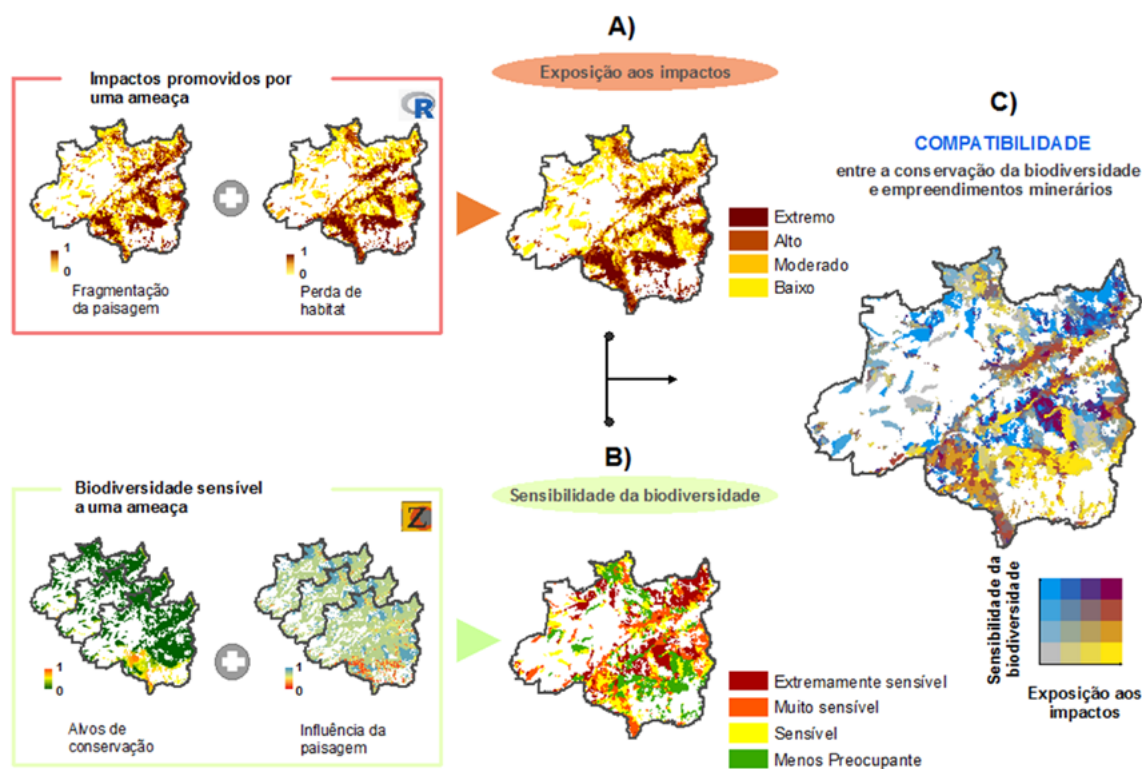 A)
Impactos promovidos por
uma ameaça
R
1
0
Fragmentação
da paisagem
1
0
Perda de
habitat
Exposição aos impactos
Extremo
Alto
Moderado
Baixo
B)
Biodiversidade sensível
a uma ameaça
Z
1
0
Alvos de
conservação
1
0
Influência da
paisagem
Sensibilidade da biodiversidade
Extremamente sensível
Muito sensível
Sensível
Menos Preocupante
C)
COMPATIBILIDADE
entre a conservação da biodiversidade
e empreendimentos minerários
Sensibilidade da
biodiversidade
Exposição aos
impactos